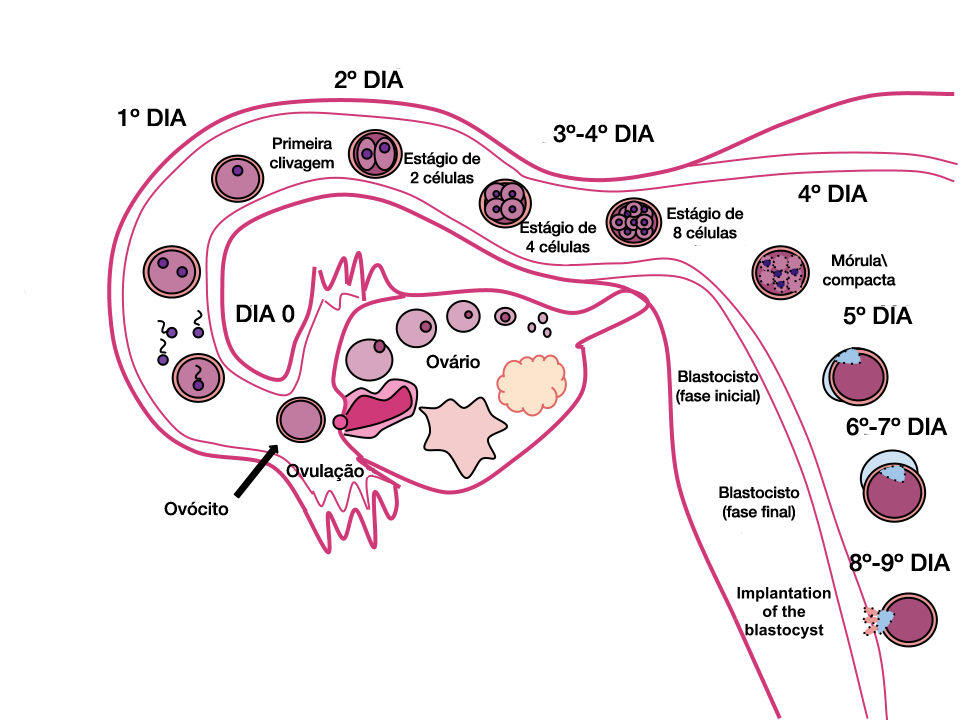 2º DIA
1º DIA
3º-4º DIA
Primeira
clivagem
Estágio de
2 células
4º DIA
Estágio de
4 células
Estágio de
8 células
Mórula\
compacta
DIA 0
5º DIA
Ovário
Blastocisto
(fase inicial)
6º-7º DIA
Ovulação
Ovócito
Blastocisto
(fase final)
8º-9º DIA
Implantation
of the
blastocyst